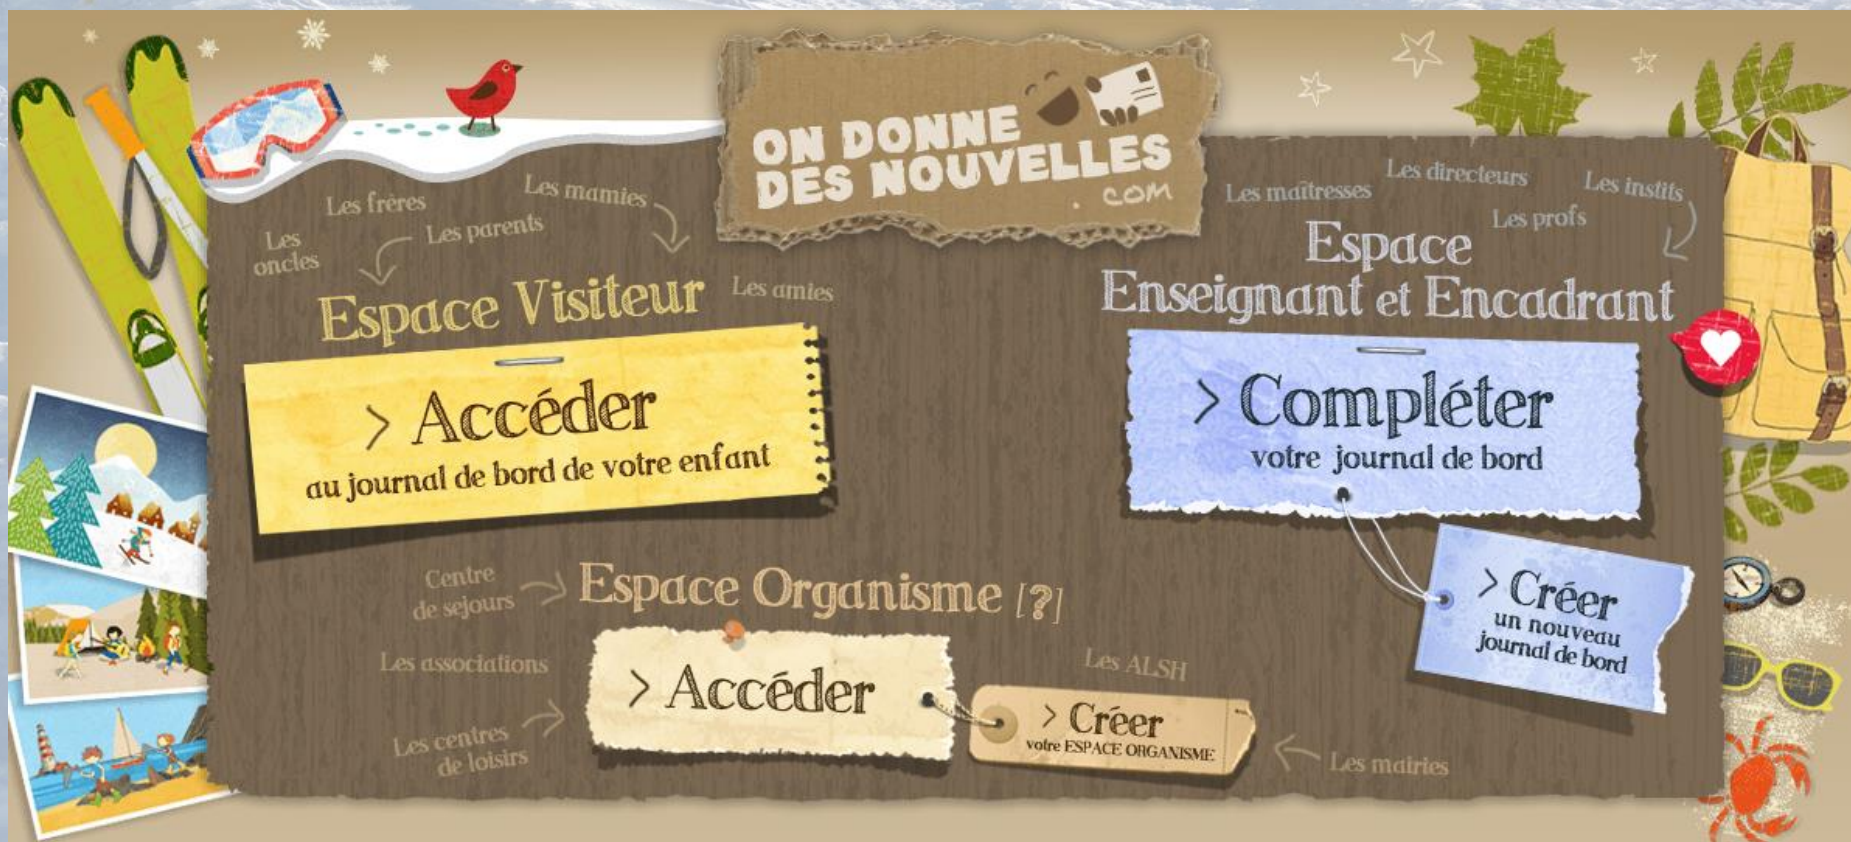 ON DONNE
DES NOUVELLES
. COM
Les frères
Les mamies
Les
oncles
Les parents
Espace Visiteur
Les amies
> Accéder
au journal de bord de votre enfant
Les maîtresses
Les directeurs
Les instits
Les profs
Espace
Enseignant et Encadrant
> Compléter
votre journal de bord
> Créer
un nouveau
journal de bord
Centre
de sejours
Espace Organisme [?]
Les associations
> Accéder
Les centres
de loisirs
Les ALSH
> Créer
votre ESPACE ORGANISME
Les mairies